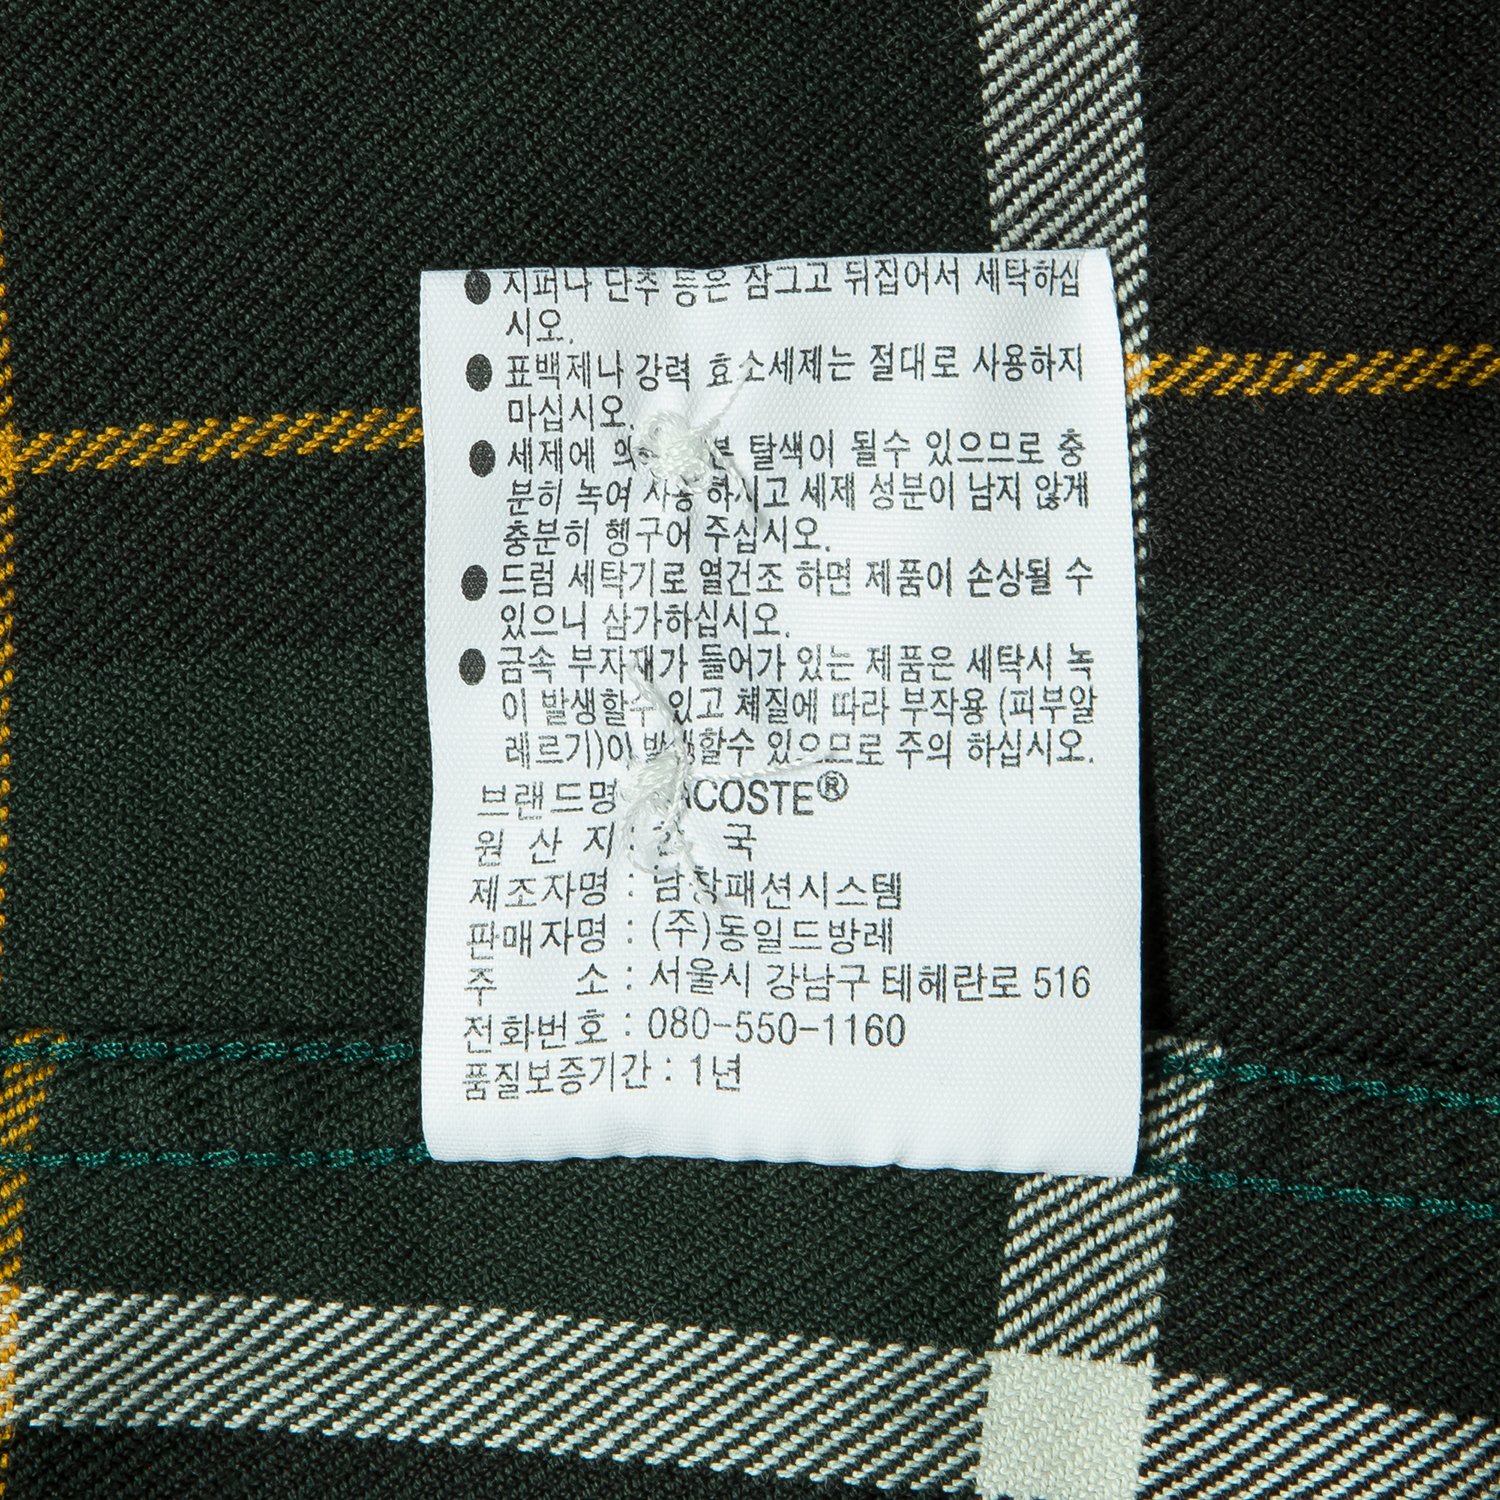 ● 지퍼나 단추 등은 잠그고 뒤집어서 세탁하십
시오.
● 표백제나 강력 효소세제는 절대로 사용하지
마십시오.
● 세제에 탈색이 될수 있으므로 충
분히 녹여 사용하시고 세제 성분이 남지 않게
충분히 헹구어 주십시오.
● 드럼 세탁기로 열건조 하면 제품이 손상될 수
있으니 삼가하십시오.
● 금속 부자재가 들어가 있는 제품은 세탁시 녹
이 발생할수 있고 체질에 따라 부작용 (피부알
레르기)이 발생할수 있으므로 주의 하십시오.
브랜드명 LACOSTE®
원 산 지 : 국
제조자명 : 남창패션시스템
판매자명 : (주)동일드방레
주 소 : 서울시 강남구 테헤란로 516
전화번호 : 080-550-1160
품질보증기간 : 1년